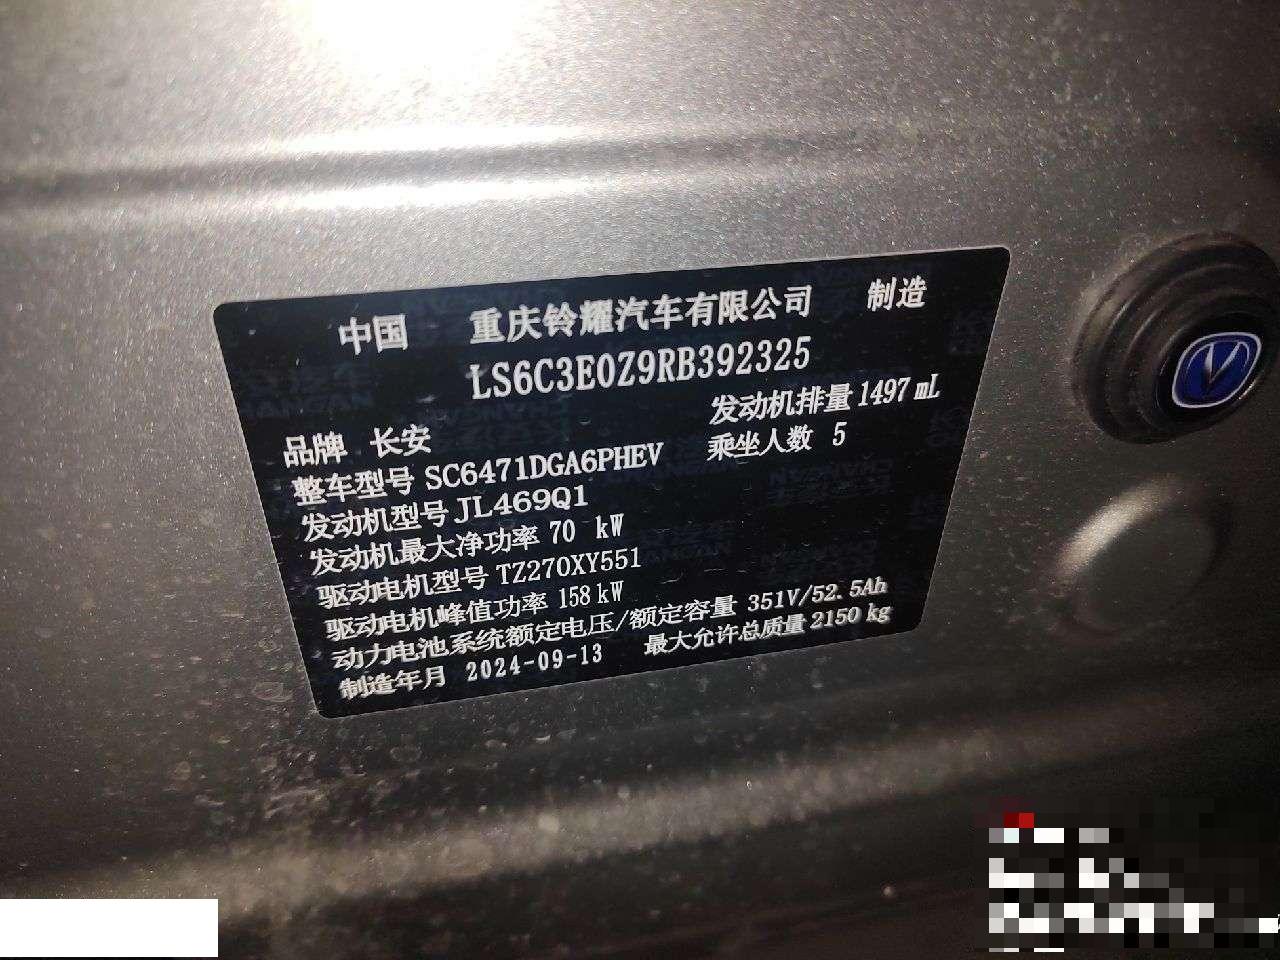 中国 重庆铃耀汽车有限公司 制造
LS6C3E0Z9RB392325
品牌 长安 发动机排量 1497 mL
整车型号 SC6471DGA6PHEV 乘坐人数 5
发动机型号 JL469Q1
发动机最大净功率 70 kW
驱动电机型号 TZ270XY551
驱动电机峰值功率 158 kW
动力电池系统额定电压/额定容量 351V/52.5Ah
制造年月 2024-09-13 最大允许总质量 2150 kg